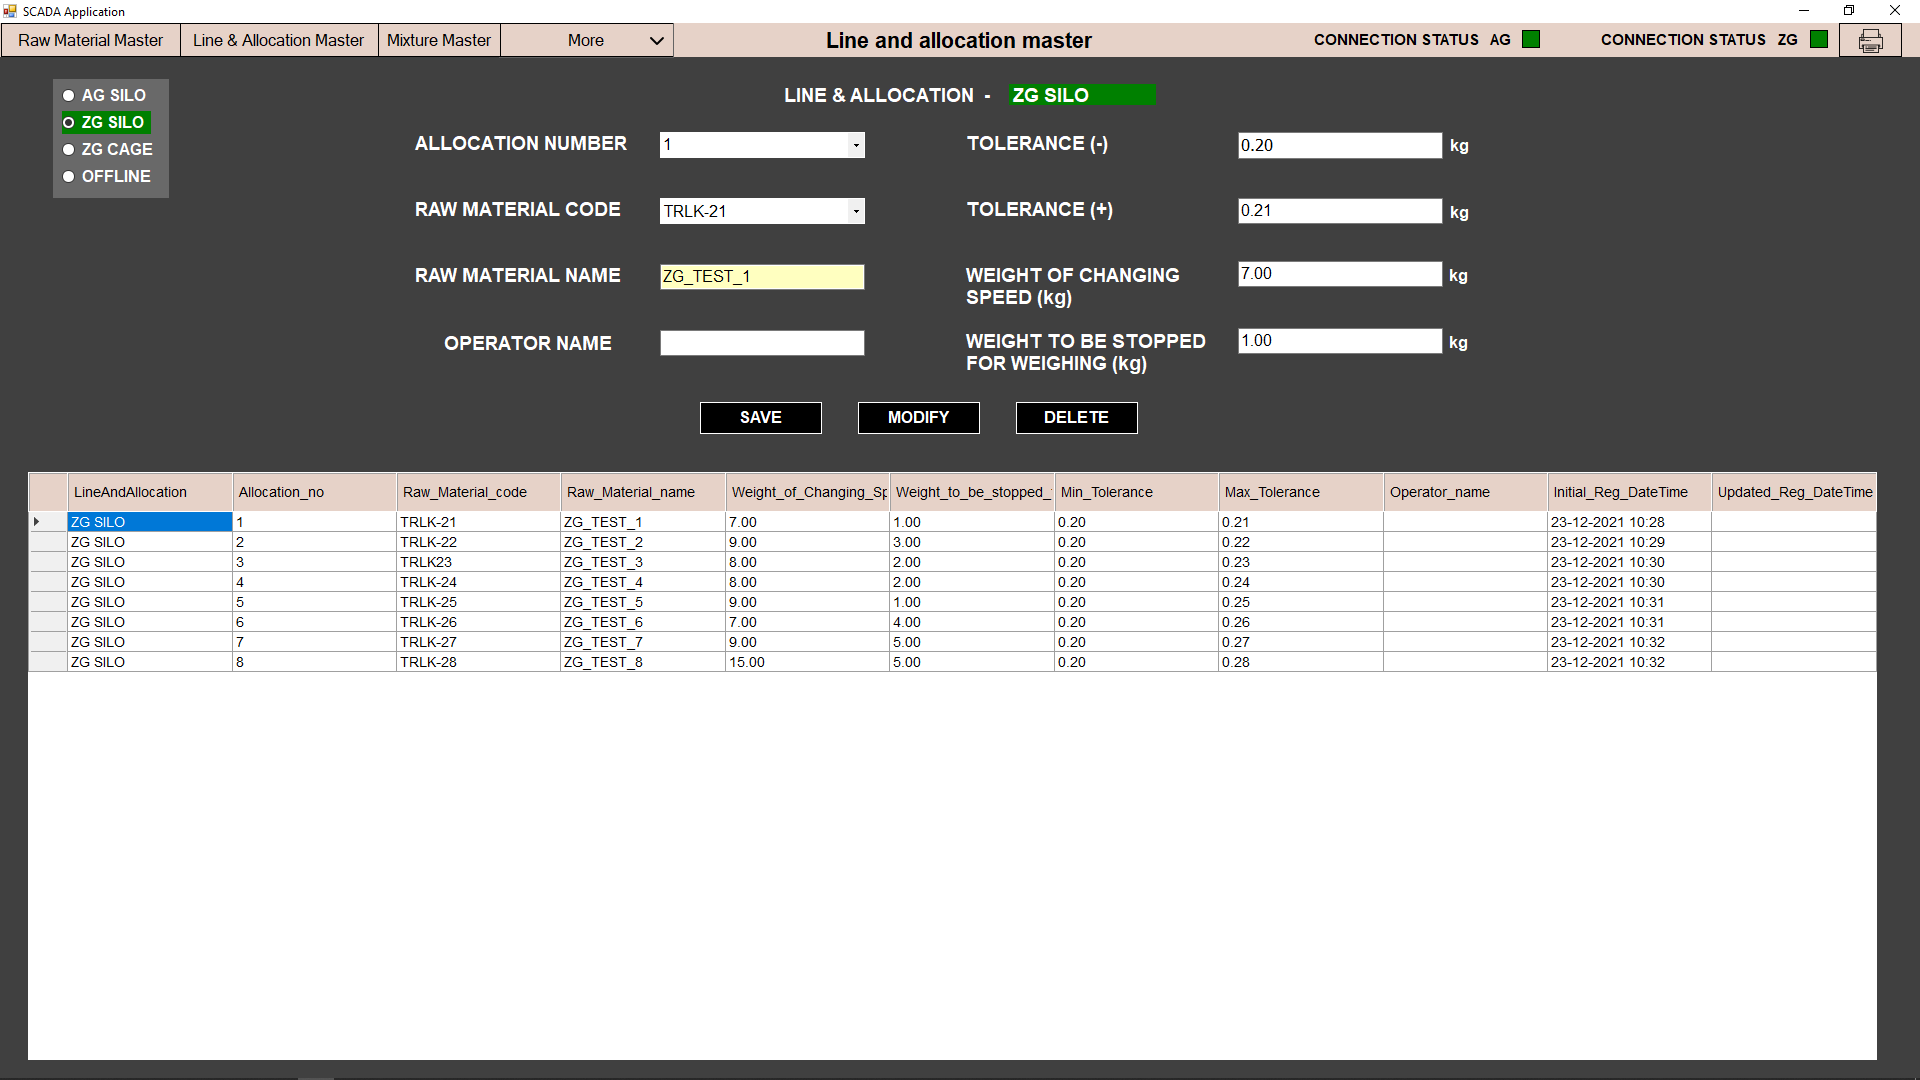 SCADA Application
Raw Material Master Line & Allocation Master Mixture Master More Line and allocation master CONNECTION STATUS AG CONNECTION STATUS ZG
AG SILO
ZG SILO
ZG CAGE
OFFLINE
LINE & ALLOCATION - ZG SILO
ALLOCATION NUMBER 1 TOLERANCE (-) 0.20 kg
RAW MATERIAL CODE TRLK-21 TOLERANCE (+) 0.21 kg
RAW MATERIAL NAME ZG_TEST_1 WEIGHT OF CHANGING
SPEED (kg) 7.00 kg
OPERATOR NAME WEIGHT TO BE STOPPED
FOR WEIGHING (kg) 1.00 kg
SAVE MODIFY DELETE
LineAndAllocation Allocation_no Raw_Material_code Raw_Material_name Weight_of_Changing_Sp Weight_to_be_stopped_ Min_Tolerance Max_Tolerance Operator_name Initial_Reg_DateTime Updated_Reg_DateTime
ZG SILO 1 TRLK-21 ZG_TEST_1 7.00 1.00 0.20 0.21 23-12-2021 10:28
ZG SILO 2 TRLK-22 ZG_TEST_2 9.00 3.00 0.20 0.22 23-12-2021 10:29
ZG SILO 3 TRLK23 ZG_TEST_3 8.00 2.00 0.20 0.23 23-12-2021 10:30
ZG SILO 4 TRLK-24 ZG_TEST_4 8.00 2.00 0.20 0.24 23-12-2021 10:30
ZG SILO 5 TRLK-25 ZG_TEST_5 9.00 1.00 0.20 0.25 23-12-2021 10:31
ZG SILO 6 TRLK-26 ZG_TEST_6 7.00 4.00 0.20 0.26 23-12-2021 10:31
ZG SILO 7 TRLK-27 ZG_TEST_7 9.00 5.00 0.20 0.27 23-12-2021 10:32
ZG SILO 8 TRLK-28 ZG_TEST_8 15.00 5.00 0.20 0.28 23-12-2021 10:32